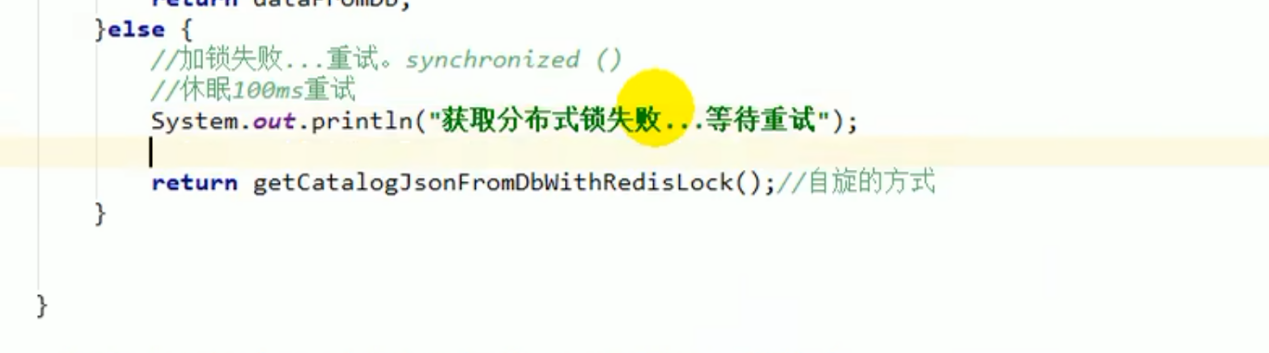 return dataFromDb;
}else {
//加锁失败...重试。synchronized ()
//休眠100ms重试
System.out.println("获取分布式锁失败...等待重试");
return getCatalogJsonFromDbWithRedisLock();//自旋的方式
}
}